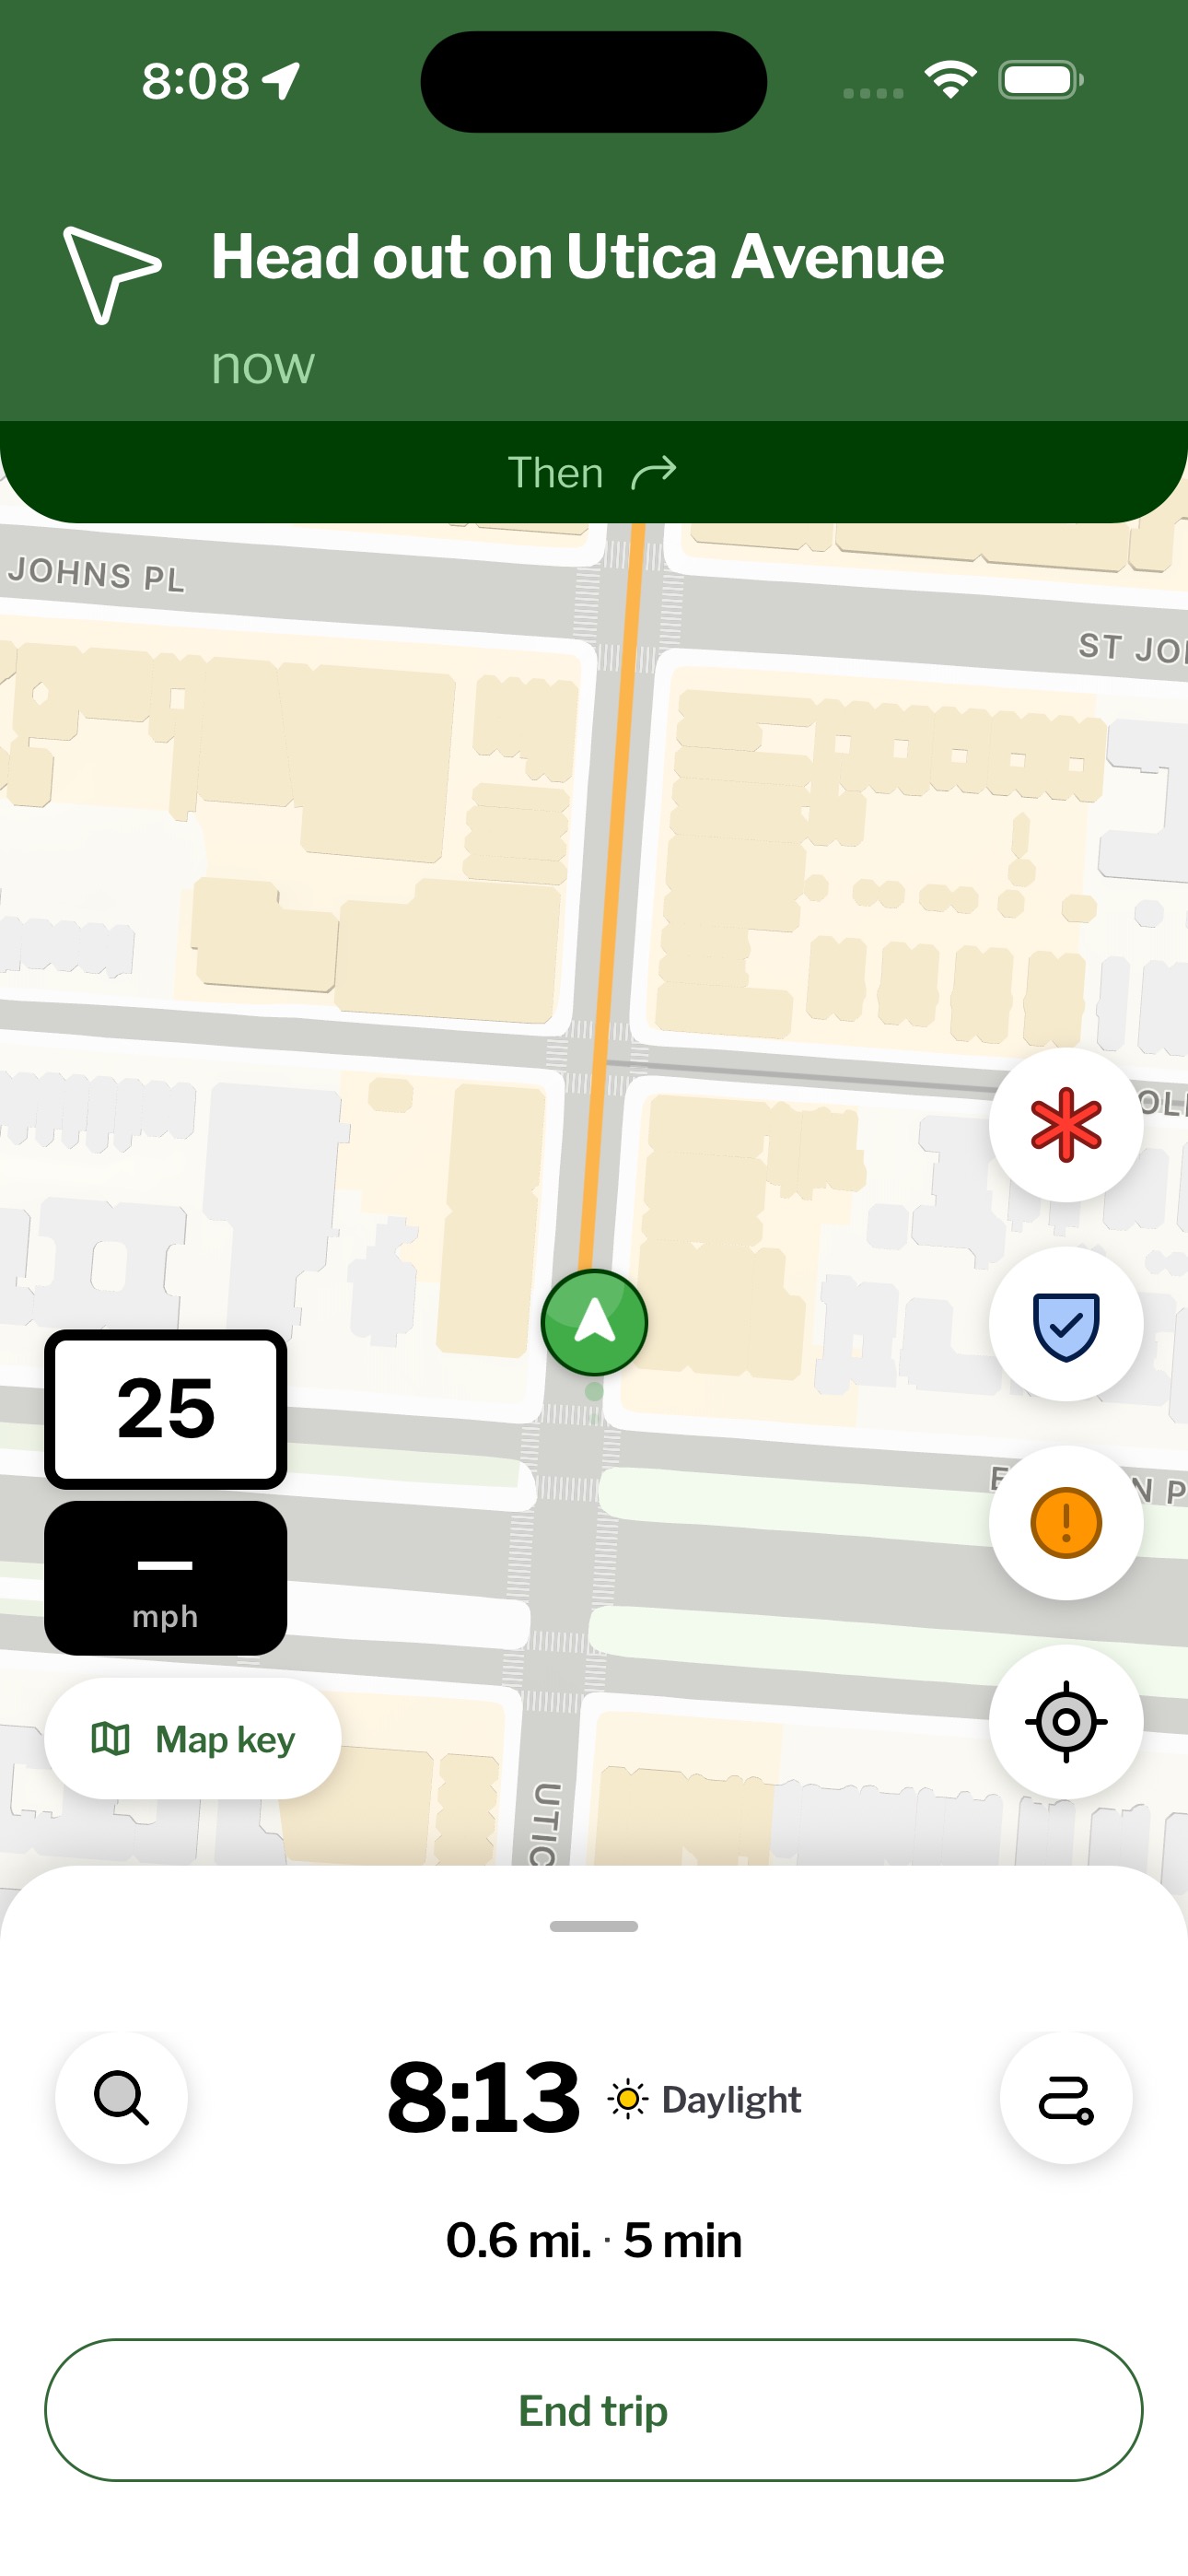 8:08
Head out on Utica Avenue
now
Then
JOHNS PL
ST JO
25
mph
Map key
UTIC
8:13 Daylight
0.6 mi. · 5 min
End trip